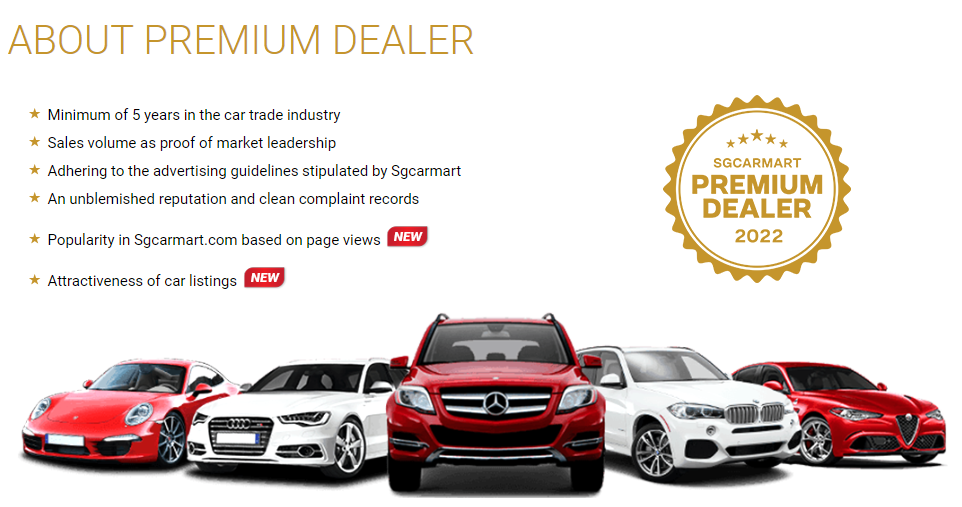 ABOUT PREMIUM DEALER
Minimum of 5 years in the car trade industry
Sales volume as proof of market leadership
Adhering to the advertising guidelines stipulated by Sgcarmart
An unblemished reputation and clean complaint records
Popularity in Sgcarmart.com based on page views NEW
Attractiveness of car listings NEW
SGCARMART
PREMIUM
DEALER
2022